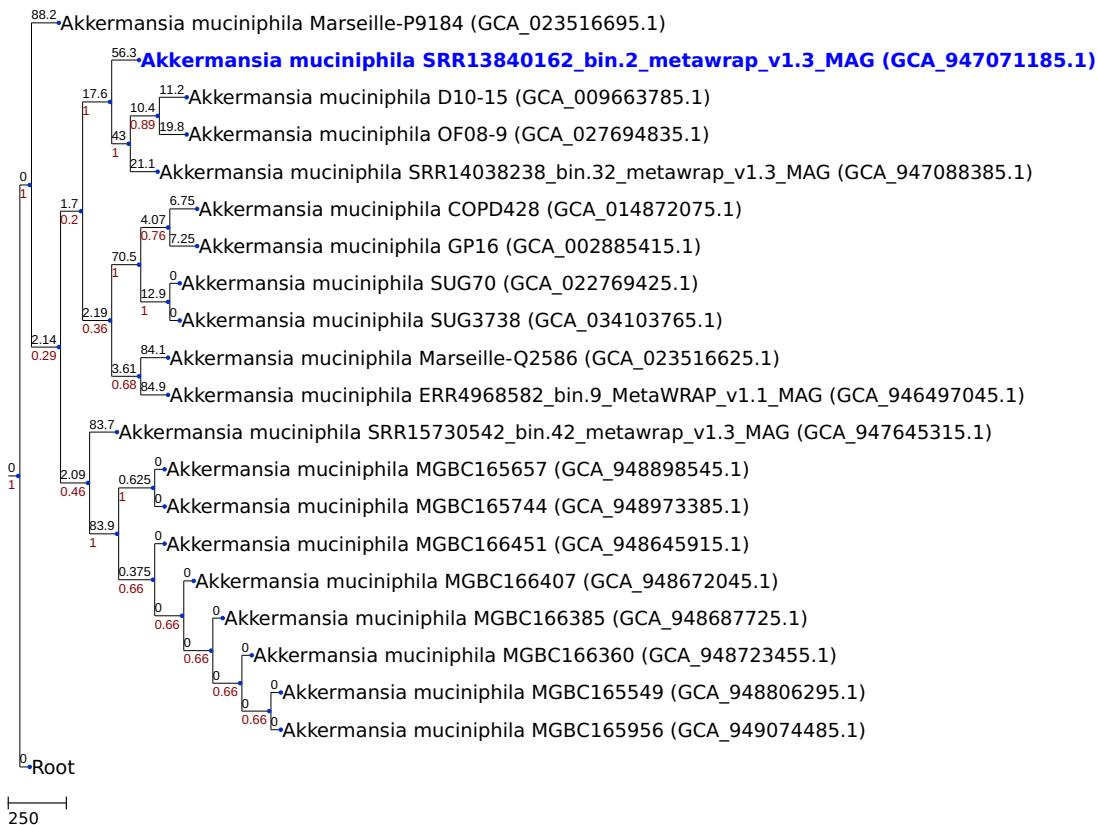 88.2 Akkermansia muciniphila Marseille-P9184 (GCA_023516695.1)
56.3 Akkermansia muciniphila SRR13840162_bin.2_metawrap_v1.3_MAG (GCA_947071185.1)
17.6
1
11.2 Akkermansia muciniphila D10-15 (GCA_009663785.1)
10.4
0.89
19.8 Akkermansia muciniphila OF08-9 (GCA_027694835.1)
43
1
21.1 Akkermansia muciniphila SRR14038238_bin.32_metawrap_v1.3_MAG (GCA_947088385.1)
0
1
1.7
0.2
6.75 Akkermansia muciniphila COPD428 (GCA_014872075.1)
4.07
0.76
7.25 Akkermansia muciniphila GP16 (GCA_002885415.1)
70.5
1
0 Akkermansia muciniphila SUG70 (GCA_022769425.1)
12.9
1
0 Akkermansia muciniphila SUG3738 (GCA_034103765.1)
2.19
0.36
2.14
0.29
84.1 Akkermansia muciniphila Marseille-Q2586 (GCA_023516625.1)
3.61
0.68
84.9 Akkermansia muciniphila ERR4968582_bin.9_MetaWRAP_v1.1_MAG (GCA_946497045.1)
83.7 Akkermansia muciniphila SRR15730542_bin.42_metawrap_v1.3_MAG (GCA_947645315.1)
0
1
2.09
0.46
0 Akkermansia muciniphila MGBC165657 (GCA_948898545.1)
0.625
1
0 Akkermansia muciniphila MGBC165744 (GCA_948973385.1)
83.9
1
0 Akkermansia muciniphila MGBC166451 (GCA_948645915.1)
0.375
0.66
0 Akkermansia muciniphila MGBC166407 (GCA_948672045.1)
0
0.66
0 Akkermansia muciniphila MGBC166385 (GCA_948687725.1)
0
0.66
0 Akkermansia muciniphila MGBC166360 (GCA_948723455.1)
0
0.66
0 Akkermansia muciniphila MGBC165549 (GCA_948806295.1)
0
0.66
0 Akkermansia muciniphila MGBC165956 (GCA_949074485.1)
0 Root
250